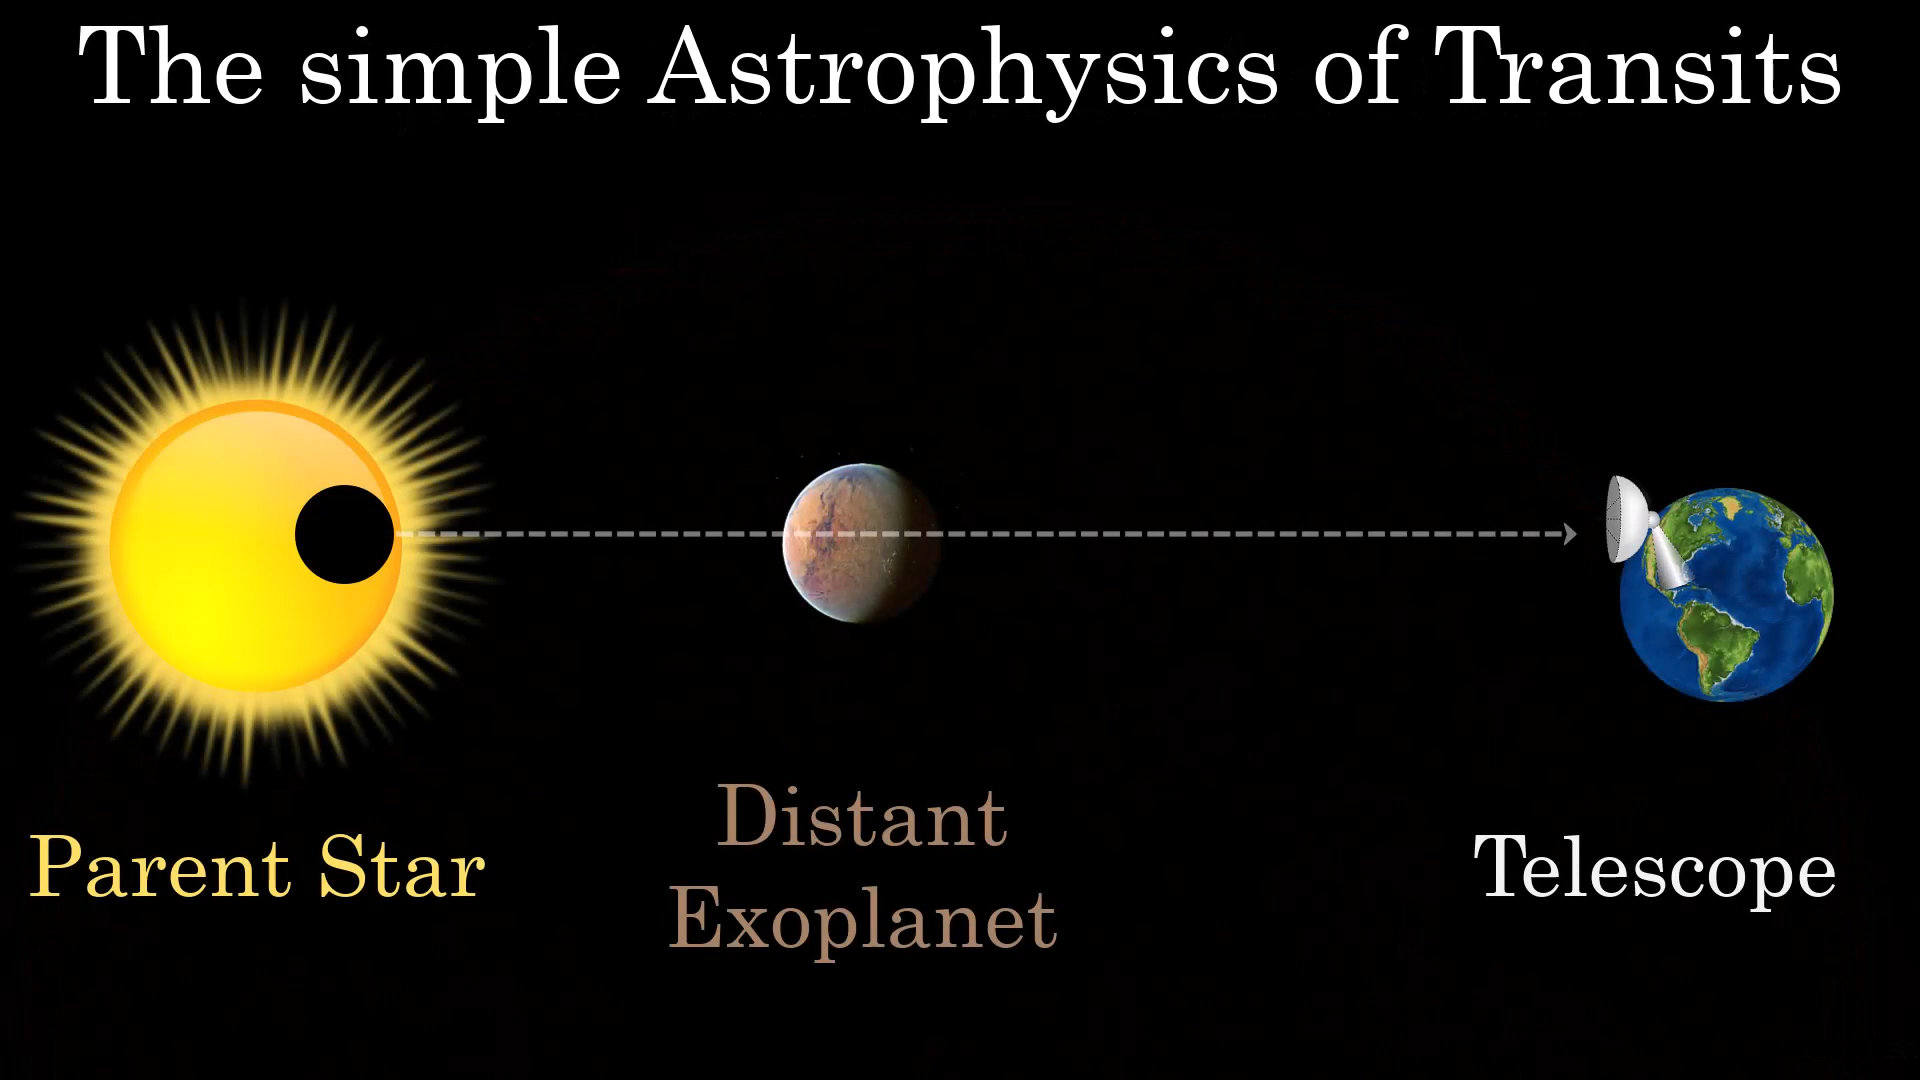 The simple Astrophysics of Transits
Parent Star
Distant
Exoplanet
Telescope